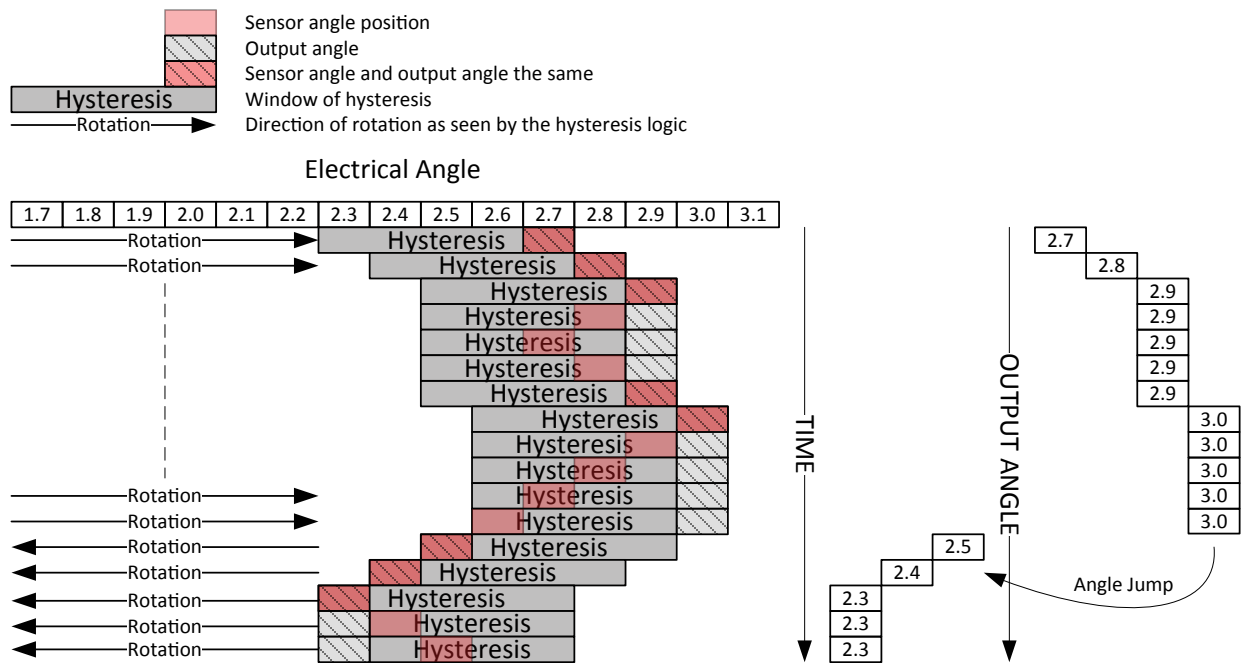 Sensor angle position
Output angle
Sensor angle and output angle the same
Hysteresis Window of hysteresis
Rotation Direction of rotation as seen by the hysteresis logic
Electrical Angle
1.7 1.8 1.9 2.0 2.1 2.2 2.3 2.4 2.5 2.6 2.7 2.8 2.9 3.0 3.1
Rotation Hysteresis 2.7
Rotation Hysteresis 2.8
Hysteresis 2.9
Hysteresis 2.9
Hysteresis 2.9
Hysteresis 2.9
Hysteresis 2.9
Hysteresis 3.0
Hysteresis 3.0
Hysteresis 3.0
Rotation Hysteresis 3.0
Rotation Hysteresis 3.0
Rotation Hysteresis 2.5
Rotation Hysteresis 2.4
Rotation Hysteresis 2.3
Rotation Hysteresis 2.3
Rotation Hysteresis 2.3
TIME
OUTPUT ANGLE
Angle Jump